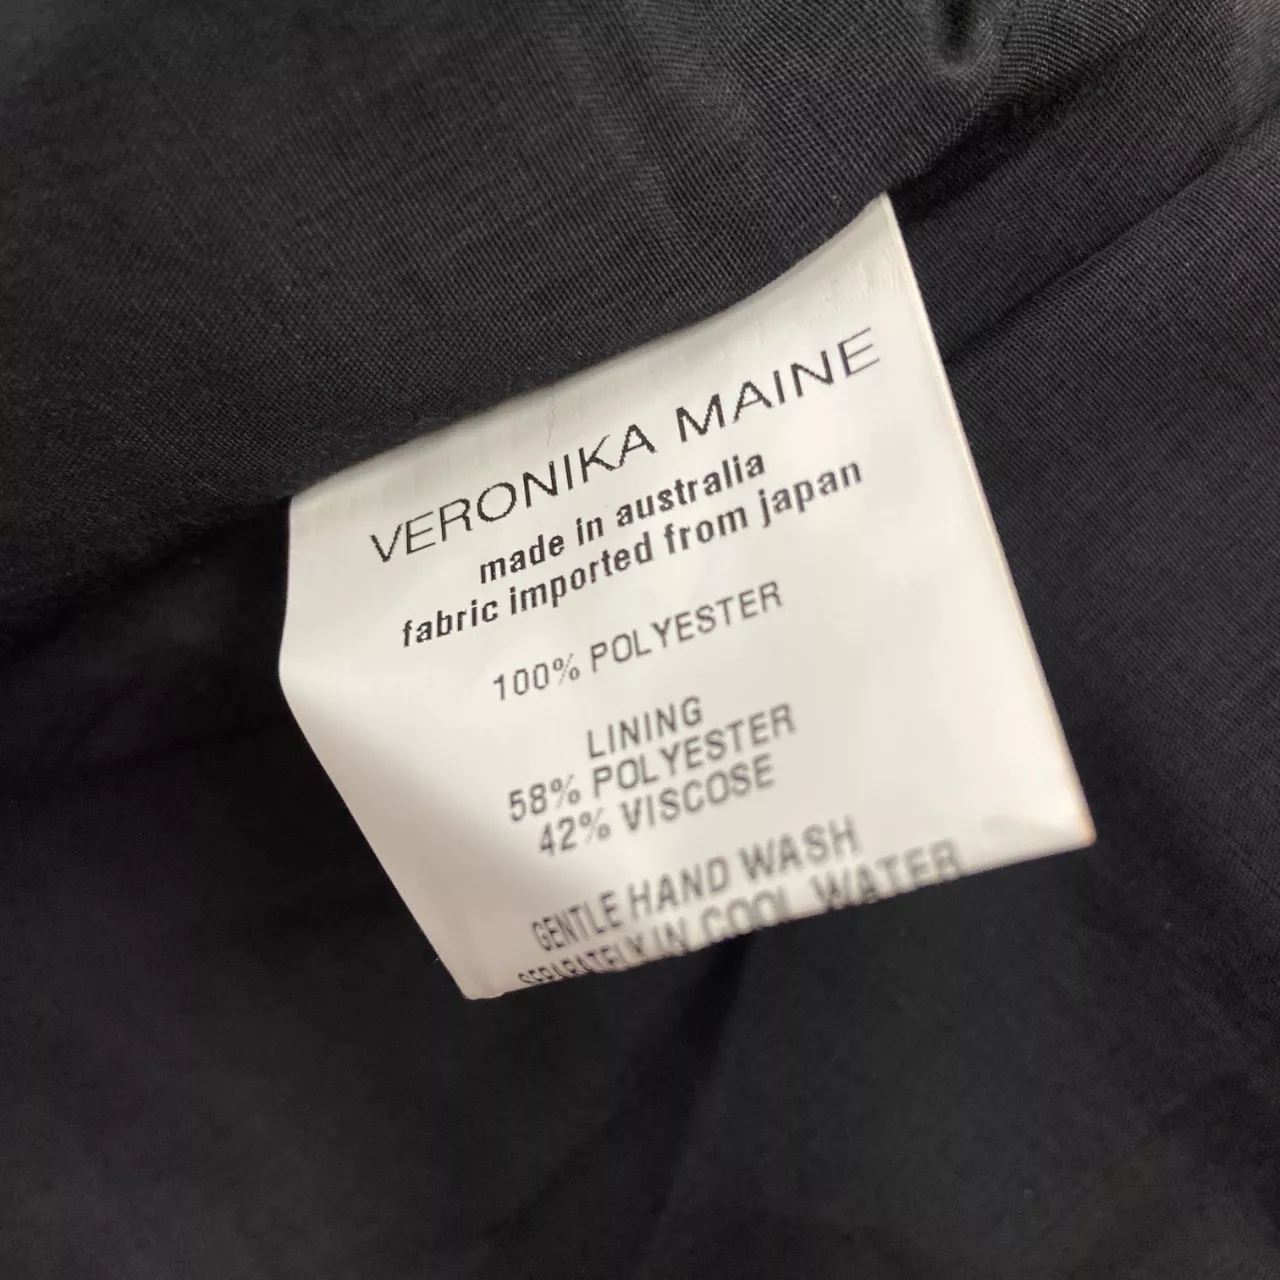 VERONIKA MAINE
made in australia
fabric imported from japan
100% POLYESTER
LINING
58% POLYESTER
42% VISCOSE
GENTLE HAND WASH
SEPARATELY IN COOL WATER